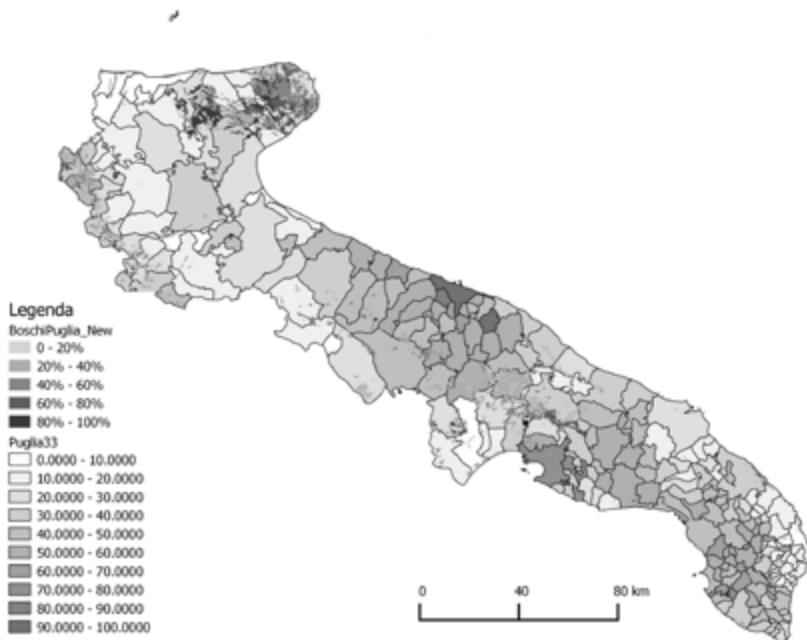 Legenda
BoschiPuglia_New
0 - 20%
20% - 40%
40% - 60%
60% - 80%
80% - 100%
Puglia33
0.0000 - 10.0000
10.0000 - 20.0000
20.0000 - 30.0000
30.0000 - 40.0000
40.0000 - 50.0000
50.0000 - 60.0000
60.0000 - 70.0000
70.0000 - 80.0000
80.0000 - 90.0000
90.0000 - 100.0000
0 40 80 km